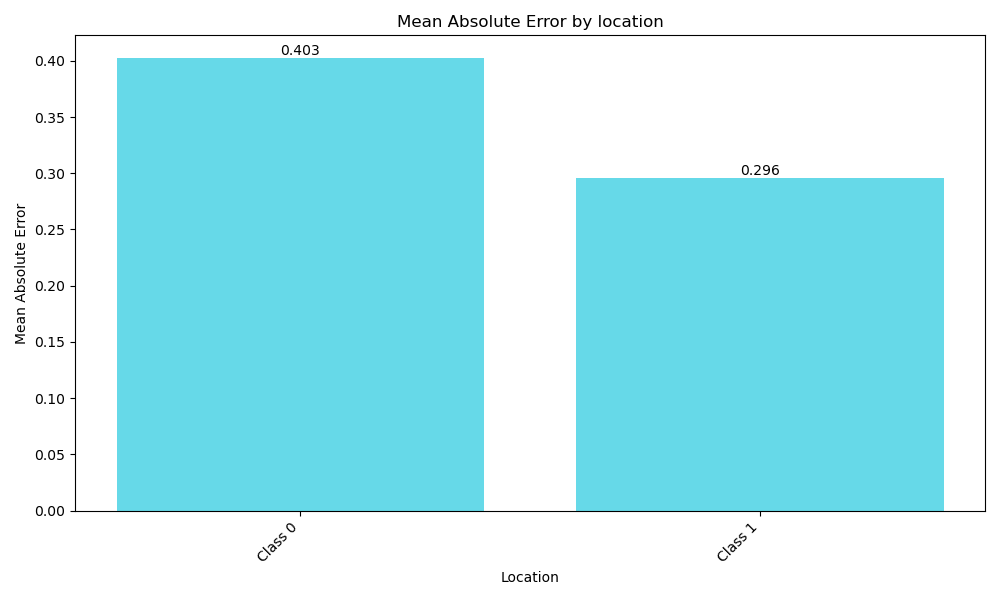 Mean Absolute Error by location
0.403
0.296
Mean Absolute Error
0.40
0.35
0.30
0.25
0.20
0.15
0.10
0.05
0.00
Class 0
Class 1
Location